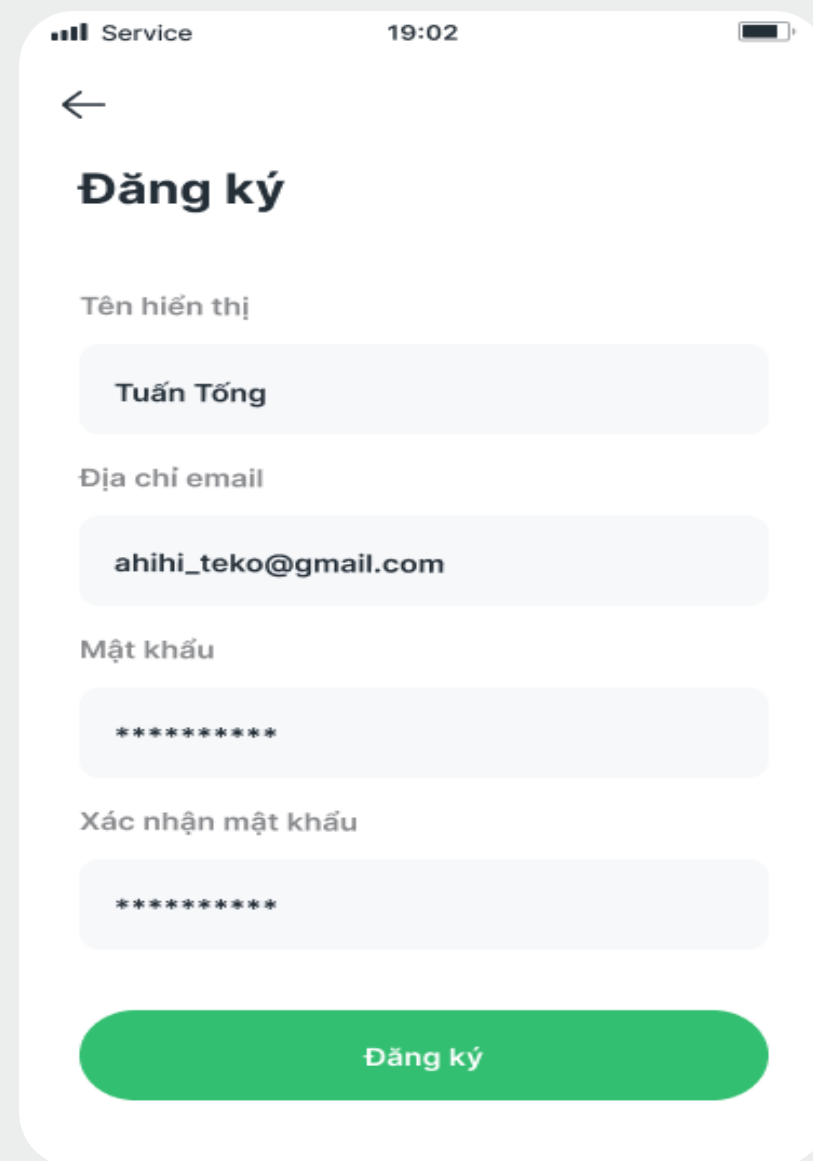 Service 19:02
Đăng ký
Tên hiển thị
Tuấn Tống
Địa chỉ email
ahihi_teko@gmail.com
Mật khẩu
**********
Xác nhận mật khẩu
**********
Đăng ký